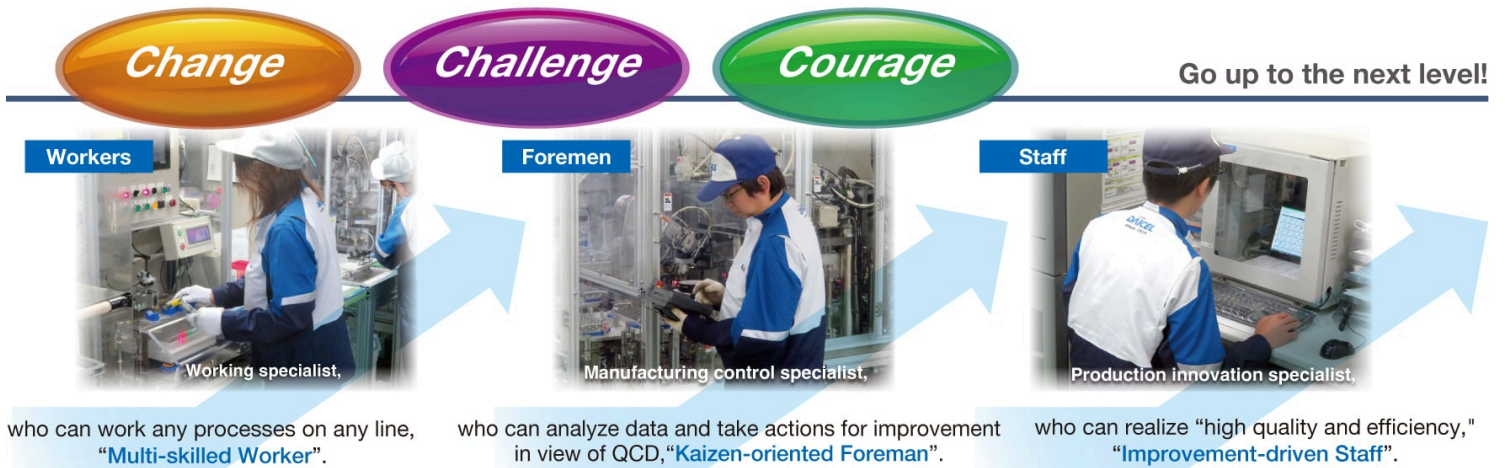 Change
Challenge
Courage
Go up to the next level!
Workers
Working specialist,
who can work any processes on any line,
“Multi-skilled Worker”.
Foremen
Manufacturing control specialist,
who can analyze data and take actions for improvement
in view of QCD,“Kaizen-oriented Foreman”.
Staff
DAICEL
Production innovation specialist,
who can realize “high quality and efficiency,"
“Improvement-driven Staff”.